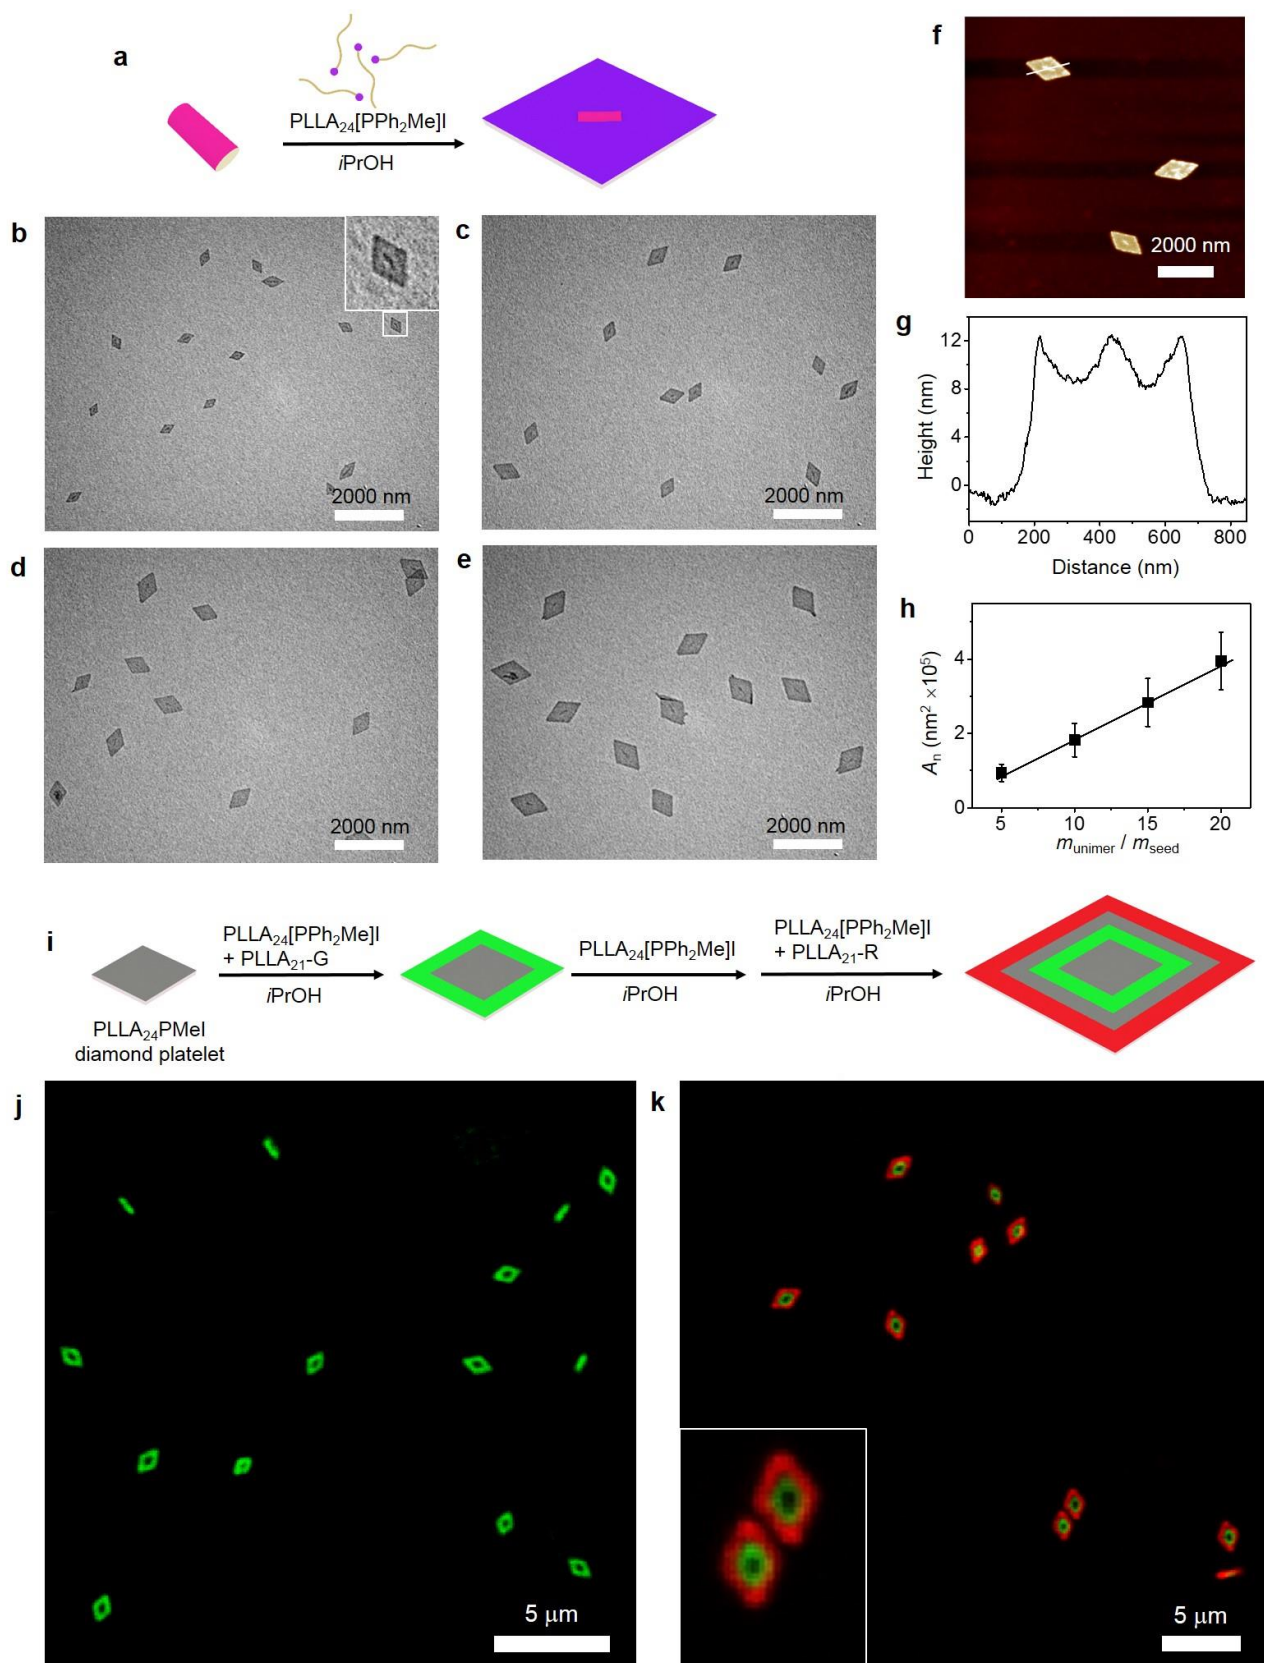 a
PLLA₂₄[PPh₂Me]I
iPrOH
b
2000 nm
c
2000 nm
d
2000 nm
e
2000 nm
f
2000 nm
g
Height (nm)
12
8
4
0
0 200 400 600 800
Distance (nm)
h
Aₙ (nm² ×10⁵)
4
2
0
5 10 15 20
m_unimer / m_seed
i
PLLA₂₄PMeI
diamond platelet
PLLA₂₄[PPh₂Me]I
+ PLLA₂₁-G
iPrOH
PLLA₂₄[PPh₂Me]I
iPrOH
PLLA₂₄[PPh₂Me]I
+ PLLA₂₁-R
iPrOH
j
5 μm
k
5 μm